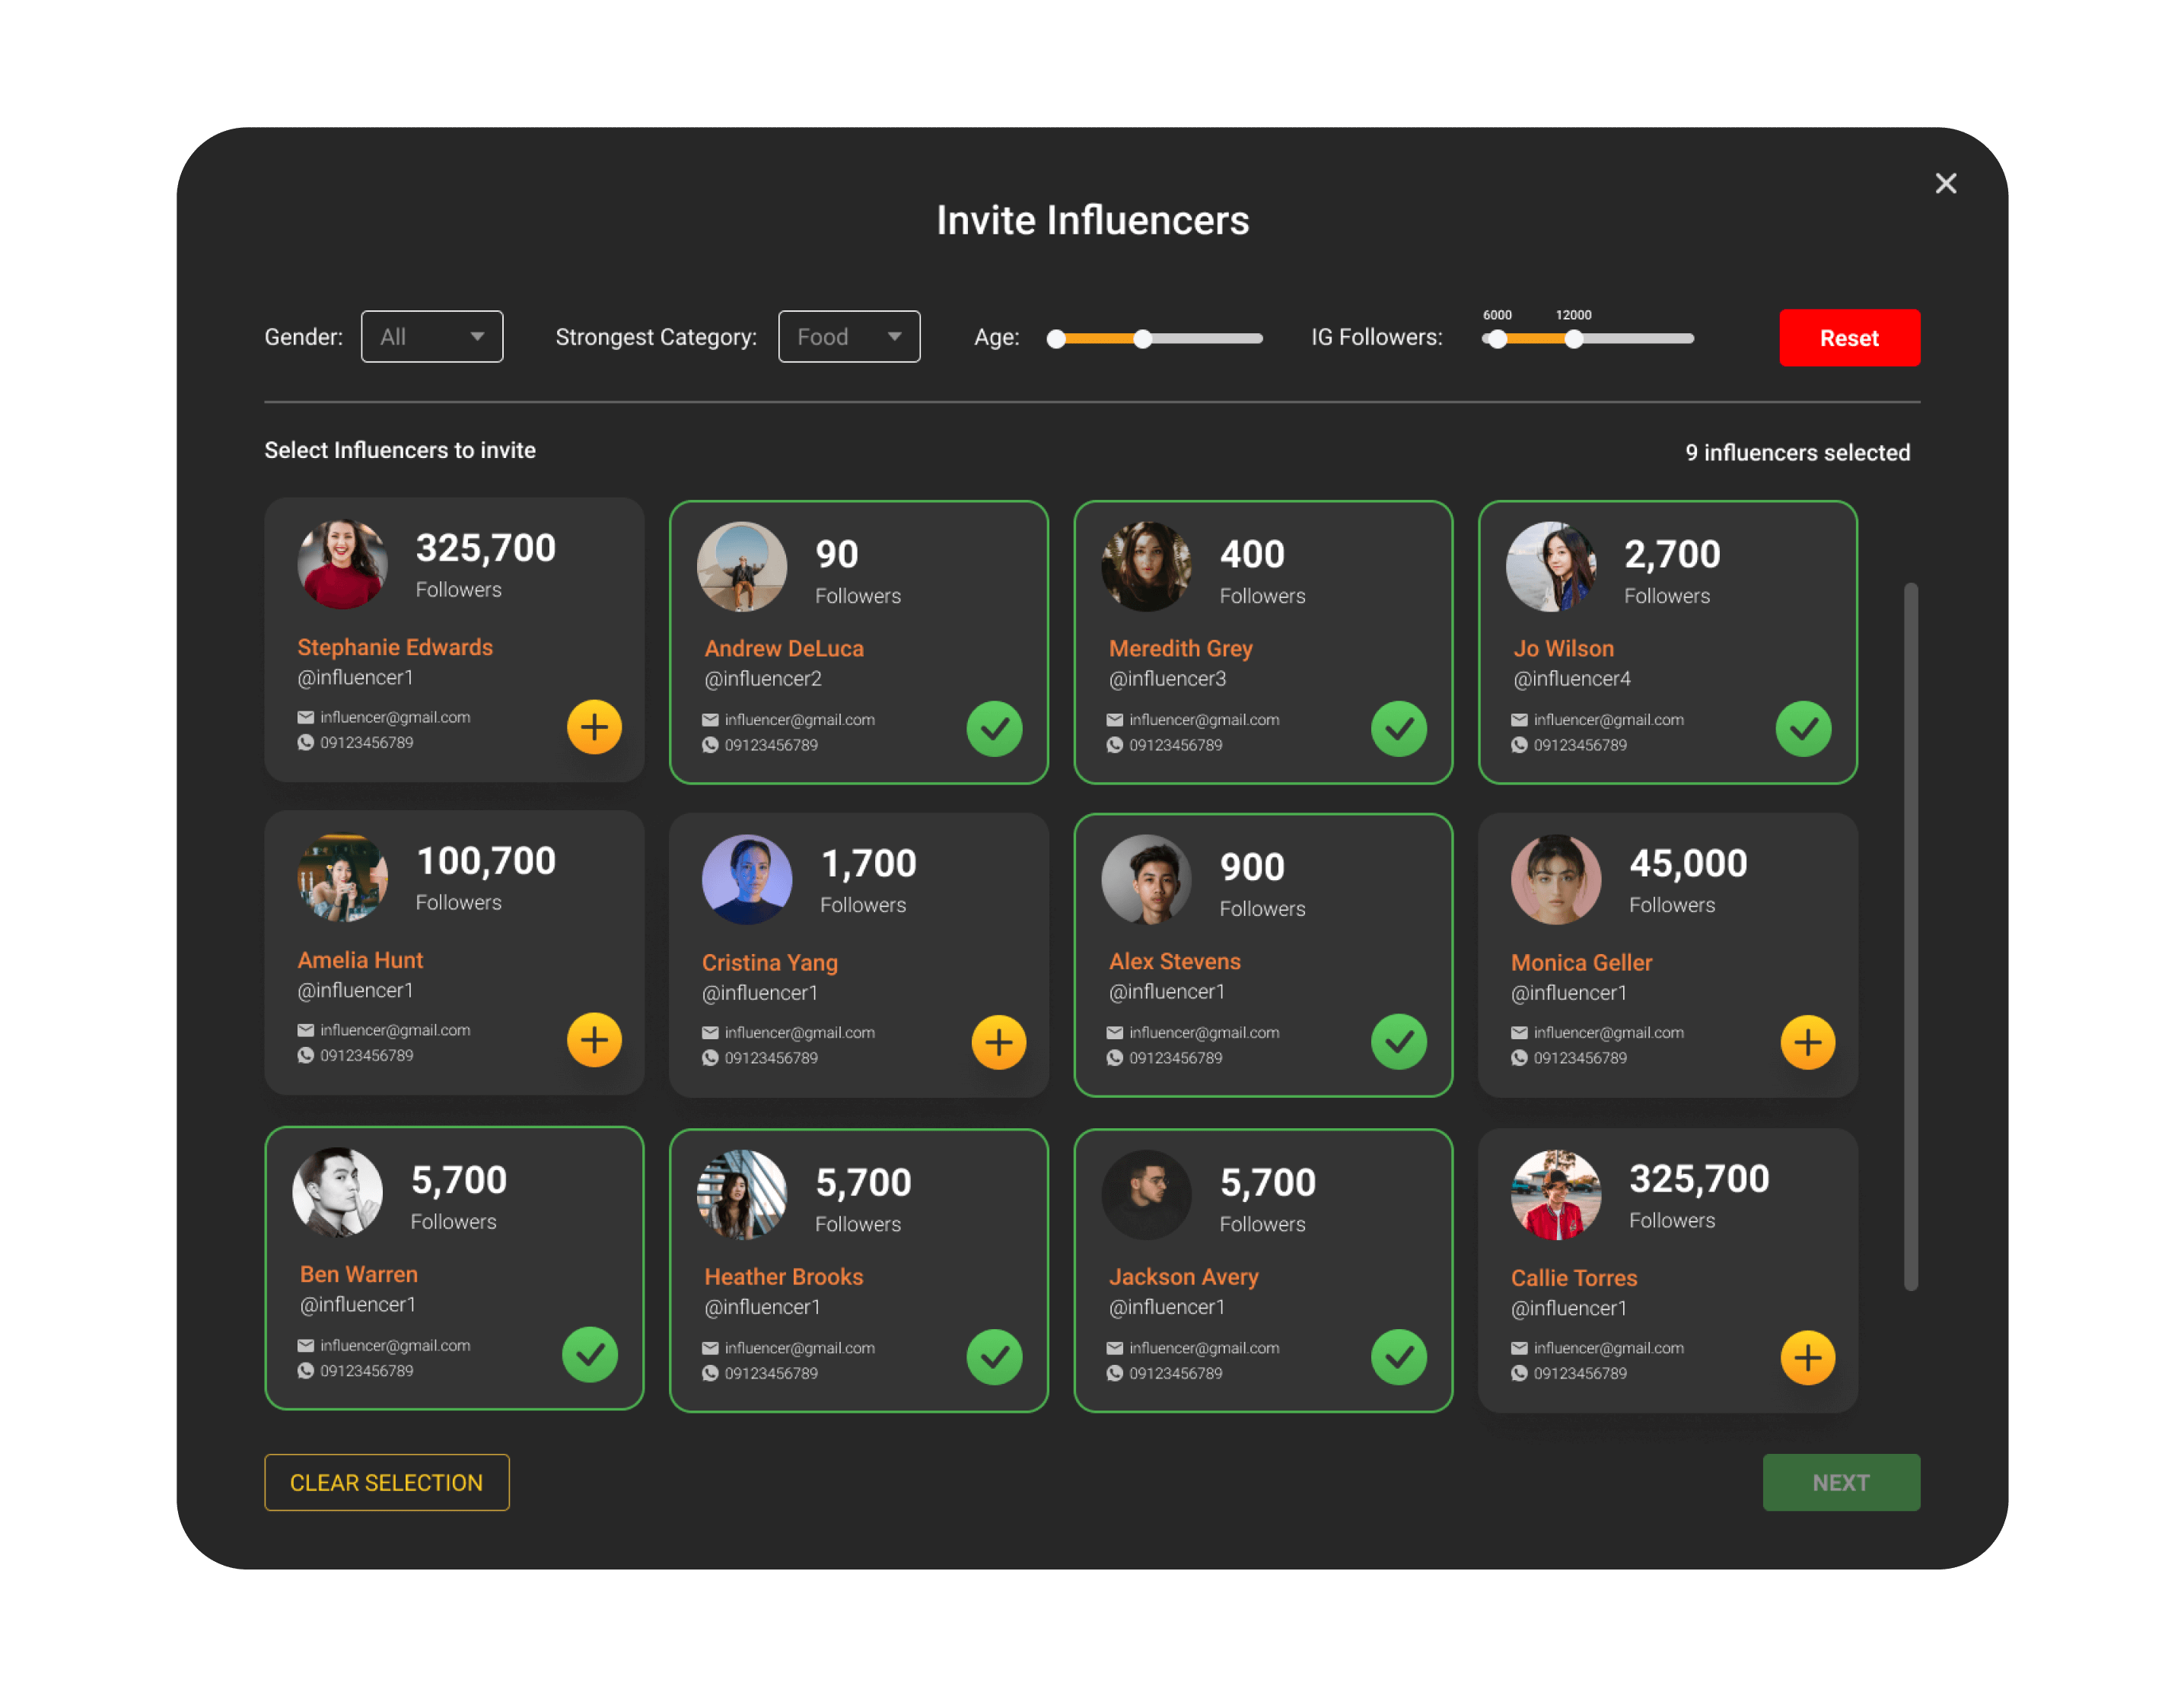 Invite Influencers
Gender: All Strongest Category: Food Age: IG Followers: 6000 12000 Reset
Select Influencers to invite 9 influencers selected
325,700
Followers
Stephanie Edwards
@influencer1
influencer@gmail.com
09123456789
90
Followers
Andrew DeLuca
@influencer2
influencer@gmail.com
09123456789
400
Followers
Meredith Grey
@influencer3
influencer@gmail.com
09123456789
2,700
Followers
Jo Wilson
@influencer4
influencer@gmail.com
09123456789
100,700
Followers
Amelia Hunt
@influencer1
influencer@gmail.com
09123456789
1,700
Followers
Cristina Yang
@influencer1
influencer@gmail.com
09123456789
900
Followers
Alex Stevens
@influencer1
influencer@gmail.com
09123456789
45,000
Followers
Monica Geller
@influencer1
influencer@gmail.com
09123456789
5,700
Followers
Ben Warren
@influencer1
influencer@gmail.com
09123456789
5,700
Followers
Heather Brooks
@influencer1
influencer@gmail.com
09123456789
5,700
Followers
Jackson Avery
@influencer1
influencer@gmail.com
09123456789
325,700
Followers
Callie Torres
@influencer1
influencer@gmail.com
09123456789
CLEAR SELECTION NEXT